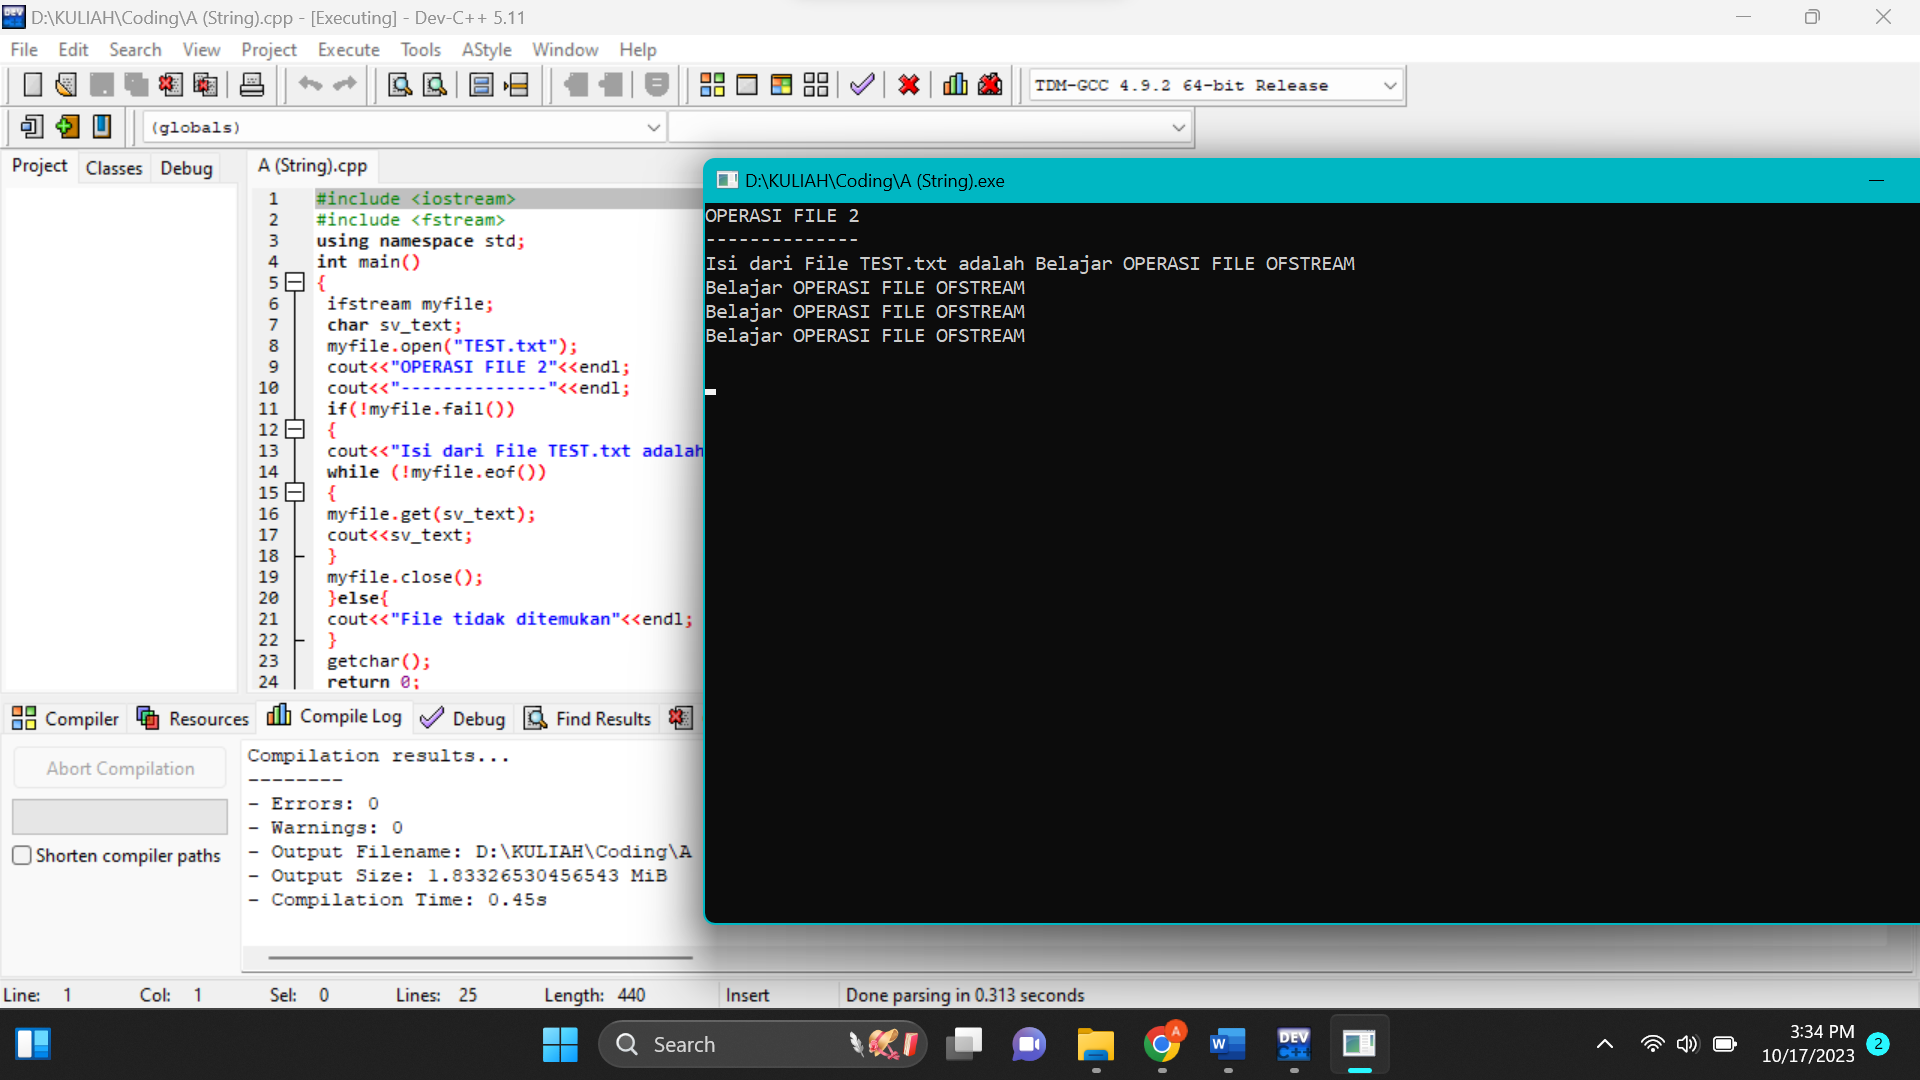 D:\KULIAH\Coding\A (String).cpp - [Executing] - Dev-C++ 5.11
File Edit Search View Project Execute Tools AStyle Window Help
TDM-GCC 4.9.2 64-bit Release
(globals)
Project Classes Debug
A (String).cpp
1 #include <iostream>
2 #include <fstream>
3 using namespace std;
4 int main()
5 {
6 ifstream myfile;
7 char sv_text;
8 myfile.open("TEST.txt");
9 cout<<"OPERASI FILE 2"<<endl;
10 cout<<"--------------"<<endl;
11 if(!myfile.fail())
12 {
13 cout<<"Isi dari File TEST.txt adalah
14 while (!myfile.eof())
15 {
16 myfile.get(sv_text);
17 cout<<sv_text;
18 }
19 myfile.close();
20 }else{
21 cout<<"File tidak ditemukan"<<endl;
22 }
23 getchar();
24 return 0;
D:\KULIAH\Coding\A (String).exe
OPERASI FILE 2
--------------
Isi dari File TEST.txt adalah Belajar OPERASI FILE OFSTREAM
Belajar OPERASI FILE OFSTREAM
Belajar OPERASI FILE OFSTREAM
Belajar OPERASI FILE OFSTREAM
Compiler Resources Compile Log Debug Find Results
Abort Compilation
Shorten compiler paths
Compilation results...
--------
- Errors: 0
- Warnings: 0
- Output Filename: D:\KULIAH\Coding\A
- Output Size: 1.83326530456543 MiB
- Compilation Time: 0.45s
Line: 1 Col: 1 Sel: 0 Lines: 25 Length: 440 Insert Done parsing in 0.313 seconds
Search
A
W
DEV
C++
3:34 PM
10/17/2023
2